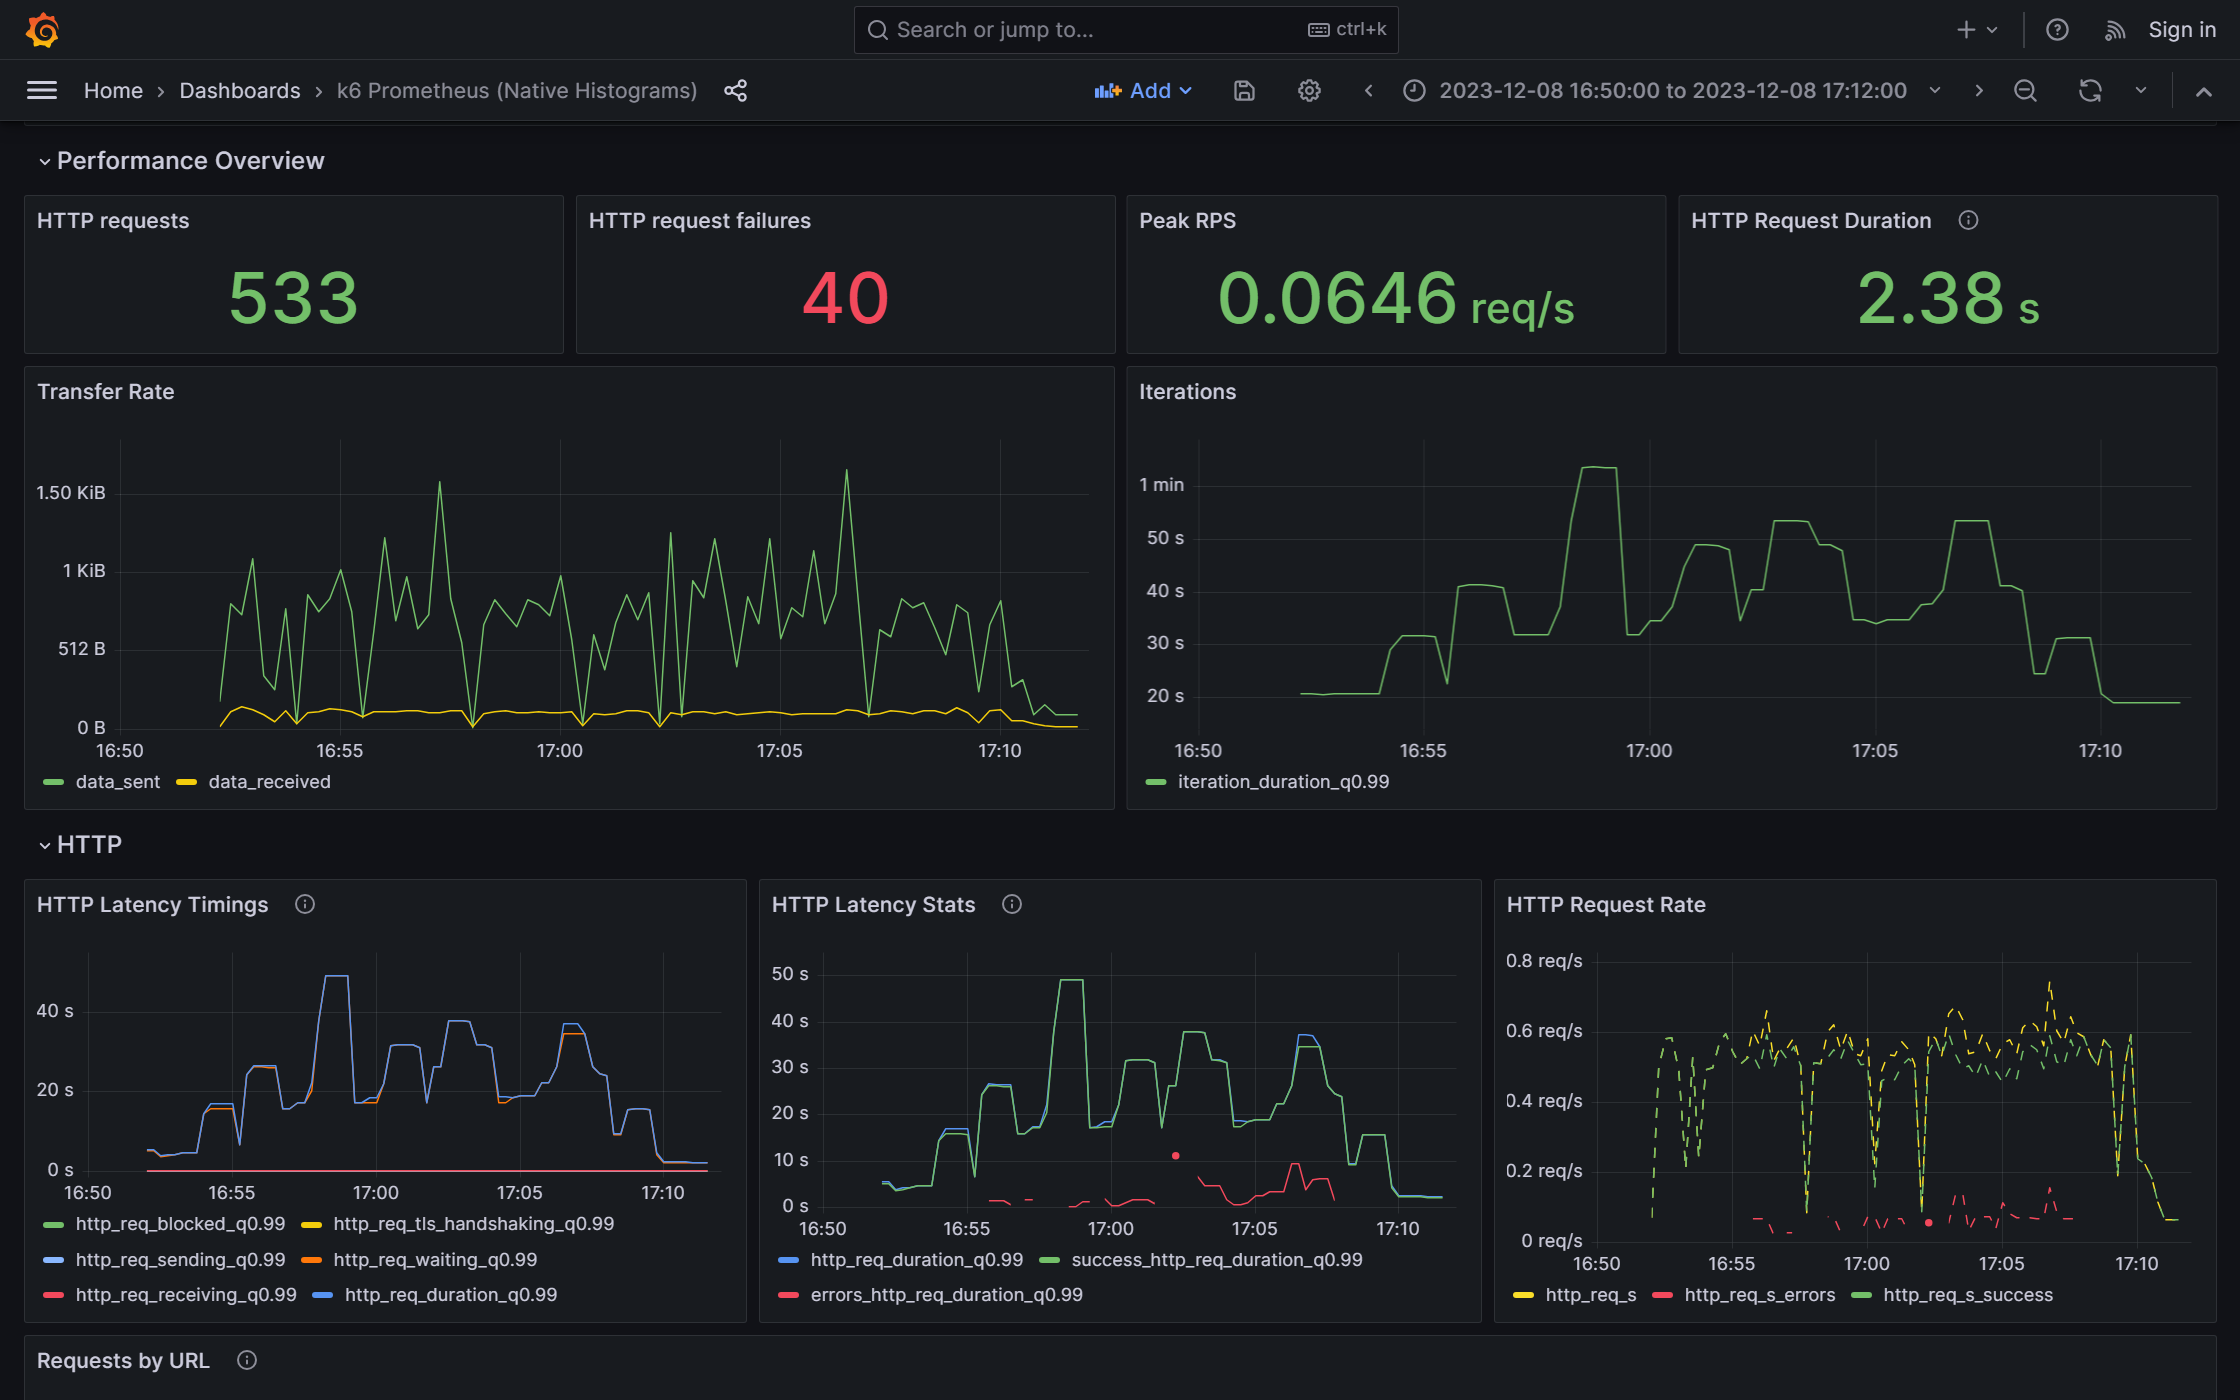 Search or jump to... ctrl+k Sign in
Home Dashboards k6 Prometheus (Native Histograms) Add 2023-12-08 16:50:00 to 2023-12-08 17:12:00
Performance Overview
HTTP requests
533
HTTP request failures
40
Peak RPS
0.0646 req/s
HTTP Request Duration
2.38 s
Transfer Rate
1.50 KiB
1 KiB
512 B
0 B
16:50 16:55 17:00 17:05 17:10
data_sent data_received
Iterations
1 min
50 s
40 s
30 s
20 s
16:50 16:55 17:00 17:05 17:10
iteration_duration_q0.99
HTTP
HTTP Latency Timings
40 s
20 s
0 s
16:50 16:55 17:00 17:05 17:10
http_req_blocked_q0.99 http_req_tls_handshaking_q0.99
http_req_sending_q0.99 http_req_waiting_q0.99
http_req_receiving_q0.99 http_req_duration_q0.99
HTTP Latency Stats
50 s
40 s
30 s
20 s
10 s
0 s
16:50 16:55 17:00 17:05 17:10
http_req_duration_q0.99 success_http_req_duration_q0.99
errors_http_req_duration_q0.99
HTTP Request Rate
0.8 req/s
0.6 req/s
0.4 req/s
0.2 req/s
0 req/s
16:50 16:55 17:00 17:05 17:10
http_req_s http_req_s_errors http_req_s_success
Requests by URL